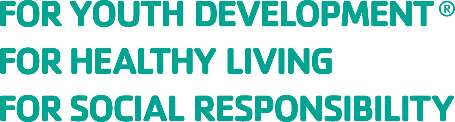 FOR YOUTH DEVELOPMENT®
FOR HEALTHY LIVING
FOR SOCIAL RESPONSIBILITY